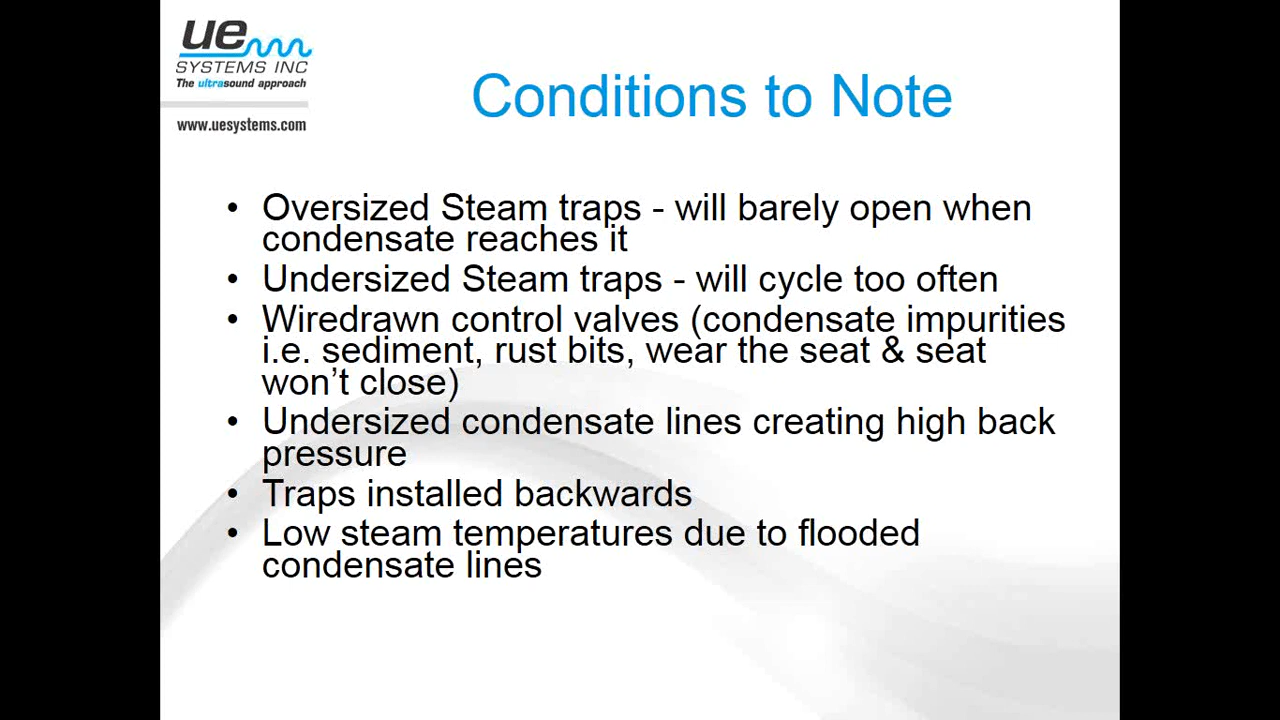 ue
SYSTEMS INC
The ultrasound approach
www.uesystems.com
Conditions to Note
• Oversized Steam traps - will barely open when
condensate reaches it
• Undersized Steam traps - will cycle too often
• Wiredrawn control valves (condensate impurities
i.e. sediment, rust bits, wear the seat & seat
won’t close)
• Undersized condensate lines creating high back
pressure
• Traps installed backwards
• Low steam temperatures due to flooded
condensate lines